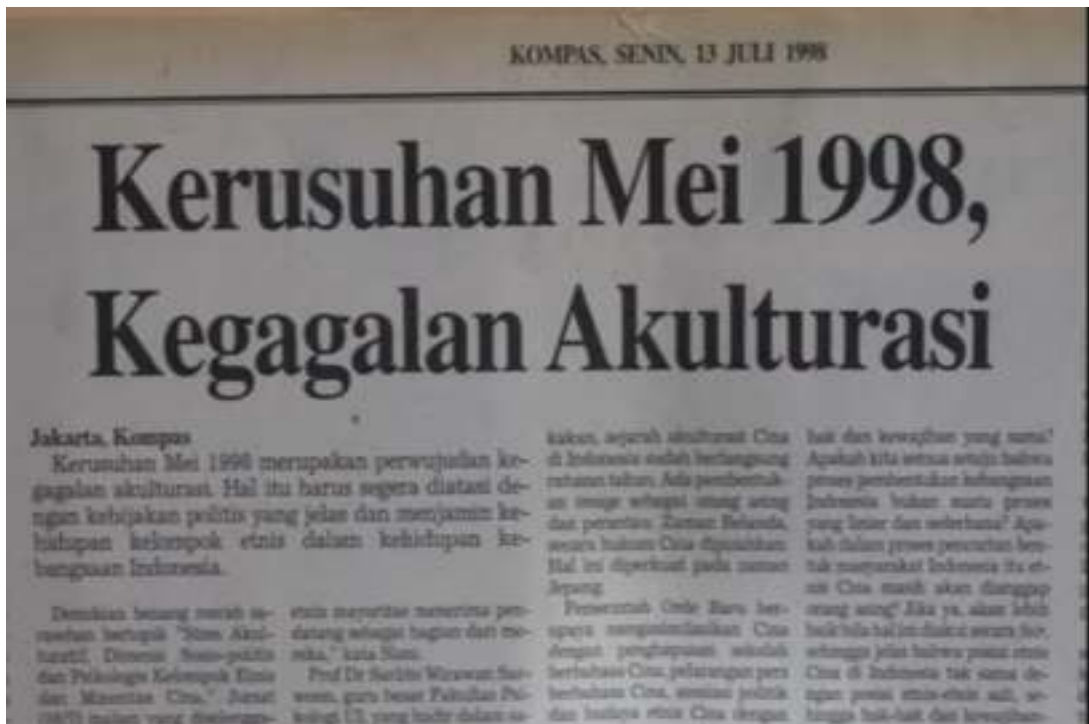 KOMPAS, SENIN, 13 JULI 1998
Kerusuhan Mei 1998,
Kegagalan Akulturasi
Jakarta, Kompas
Kerusuhan Mei 1998 merupakan perwujudan ke-
gagalan akulturasi. Hal itu harus segera diatasi de-
ngan kebijakan politis yang jelas dan menjamin ke-
hidupan kelompok etnis dalam kehidupan ke-
bangsaan Indonesia.
Demikian benang merah sa-
rasehan bertopik "Stres Akul-
turatif, Dimensi Sosio-politis
dan Psikologis Kelompok Etnis
dan Minoritas Cina," Jumat
malam yang
etnis mayoritas menerima pen-
datang sebagai bagian dari me-
reka," kata
Prof Dr Sarlito Wirawan Sar-
wono, guru besar Fakultas Psi-
kologi UI, yang hadir dalam sa-
kakan, sejarah akulturasi Cina
di Indonesia sudah berlangsung
ratusan tahun. Ada pembentuk-
an image sebagai orang asing
dan perantau. Zaman Belanda,
secara hukum Cina dipisahkan.
Hal ini diperkuat pada zaman
Jepang.
Pemerintah Orde Baru ber-
upaya mengasimilasikan Cina
dengan penghapusan sekolah
berbahasa Cina, pelarangan pers
berbahasa Cina, politik
dan budaya etnis Cina dengan
hak dan kewajiban yang sama?
Apakah kita semua setuju bahwa
proses pembentukan kebangsaan
Indonesia bukan suatu proses
yang linier dan sederhana? Apa-
kah dalam proses pencarian ben-
tuk masyarakat Indonesia itu et-
nis Cina masih akan dianggap
orang asing? Jika ya, akan lebih
baik bila hal ini diakui secara fair,
sehingga jelas bahwa posisi etnis
Cina di Indonesia tak sama de-
ngan posisi etnis-etnis asli, se-
hingga hak-hak dan